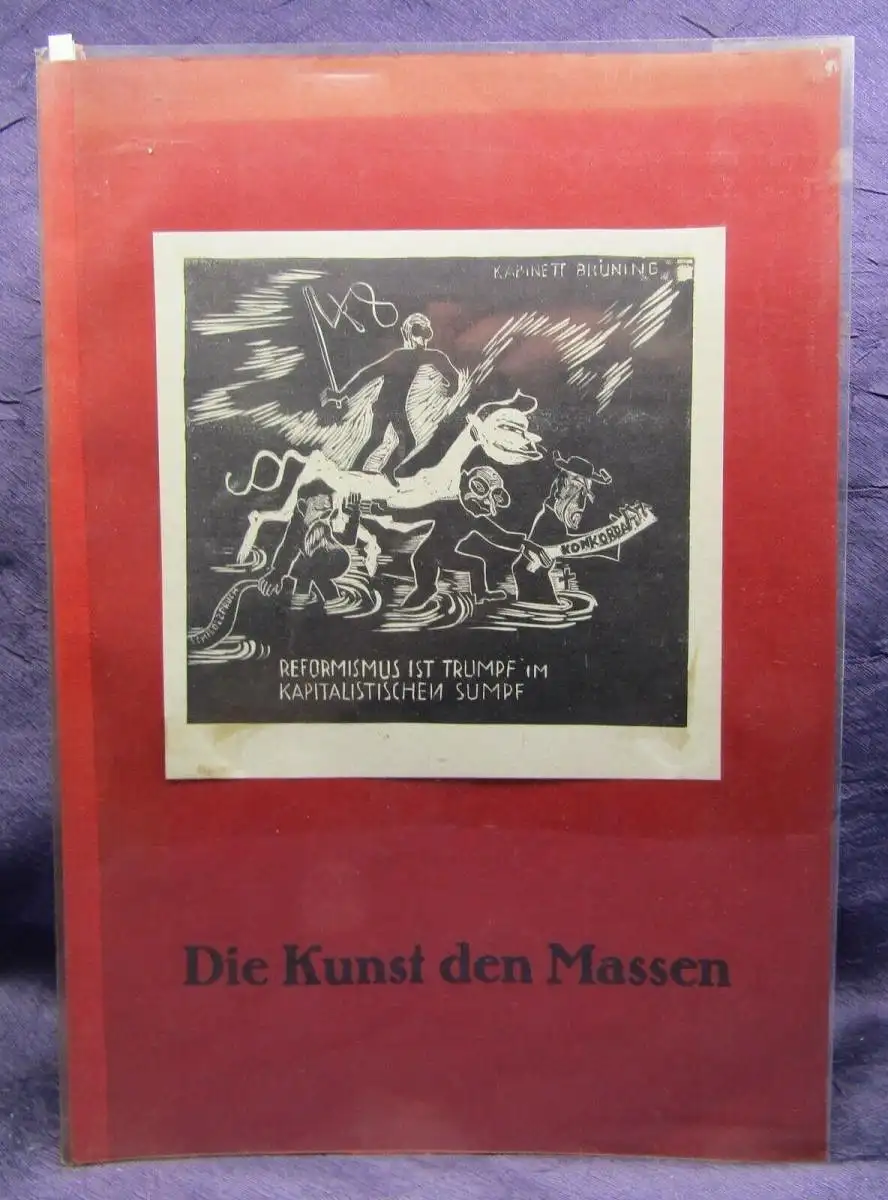 KABINETT BRÜNING
KONKORDAT
REFORMISMUS IST TRUMPF IM
KAPITALISTISCHEN SUMPF
Die Kunst den Massen